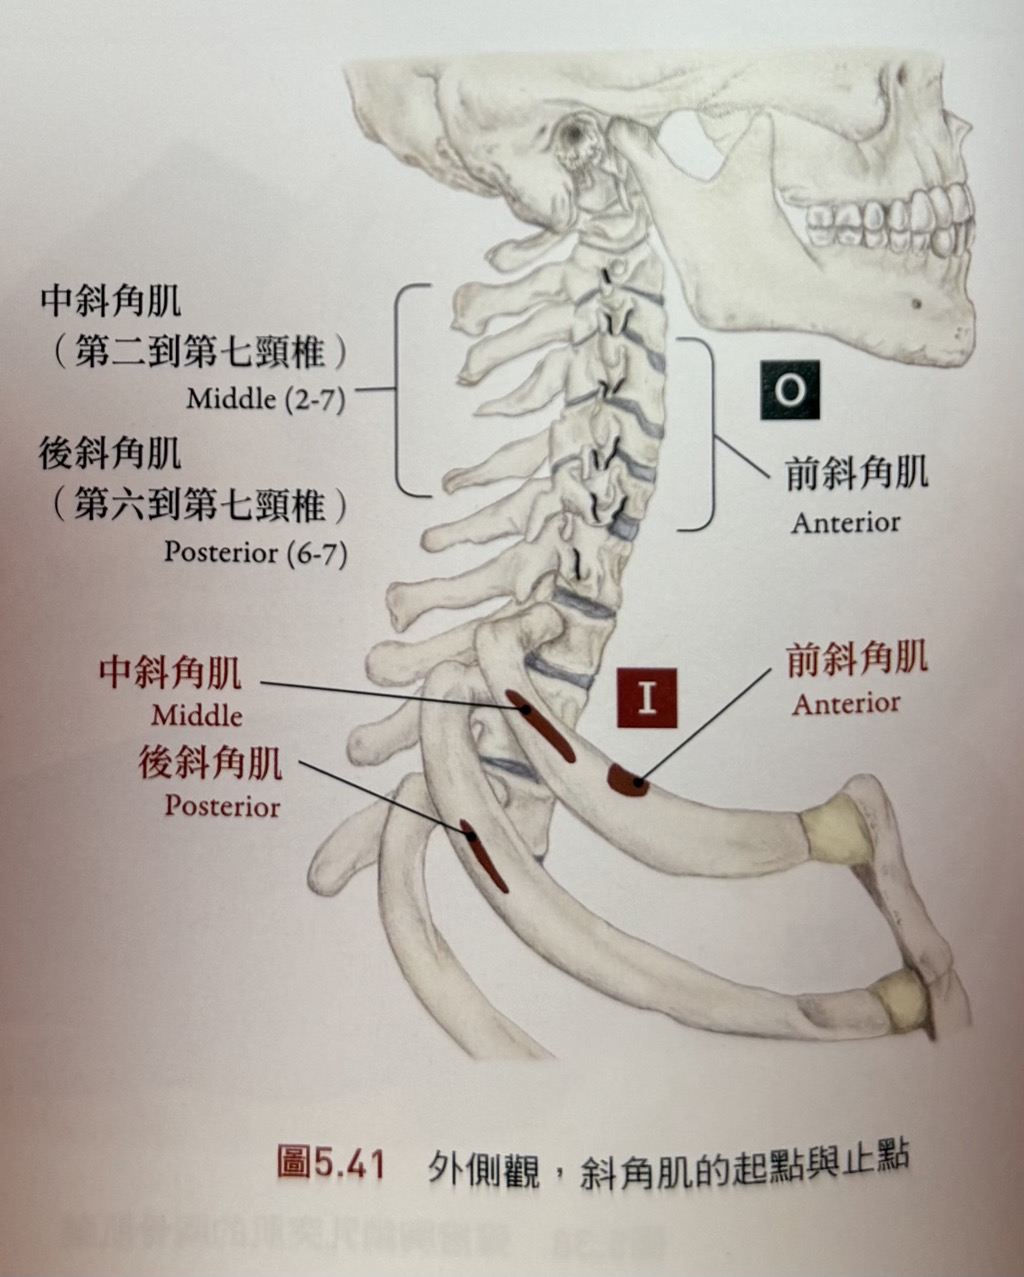 中斜角肌
（第二到第七頸椎）
Middle (2-7)
後斜角肌
（第六到第七頸椎）
Posterior (6-7)
O
前斜角肌
Anterior
中斜角肌
Middle
後斜角肌
Posterior
I
前斜角肌
Anterior
圖5.41 外側觀，斜角肌的起點與止點